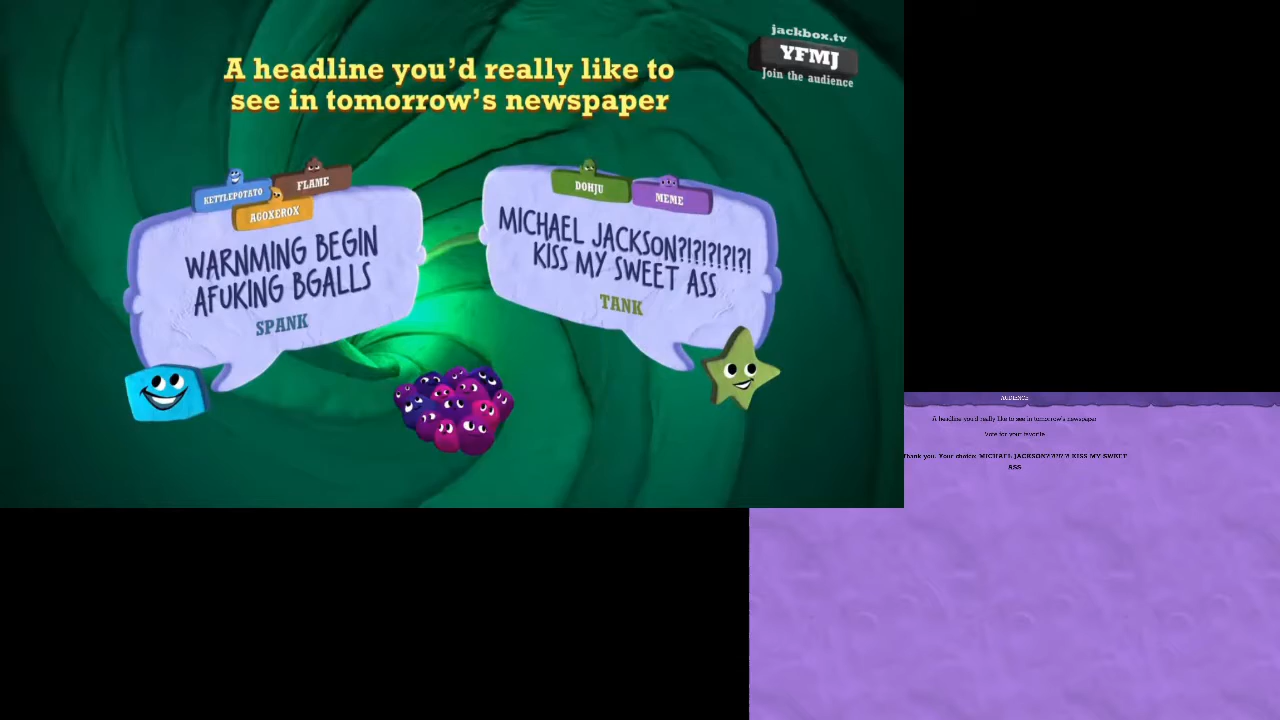 jackbox.tv
YFMJ
Join the audience
A headline you'd really like to
see in tomorrow's newspaper
KETTLEPOTATO
FLAME
AGOXEROX
WARNMING BEGIN
AFUKING BGALLS
SPANK
DOHJU
MEME
MICHAEL JACKSON?!?!?!?!
KISS MY SWEET ASS
TANK
AUDIENCE
A headline you'd really like to see in tomorrow's newspaper
Vote for your favorite
Thank you. Your choice: MICHAEL JACKSON?!?!?!?! KISS MY SWEET
ASS